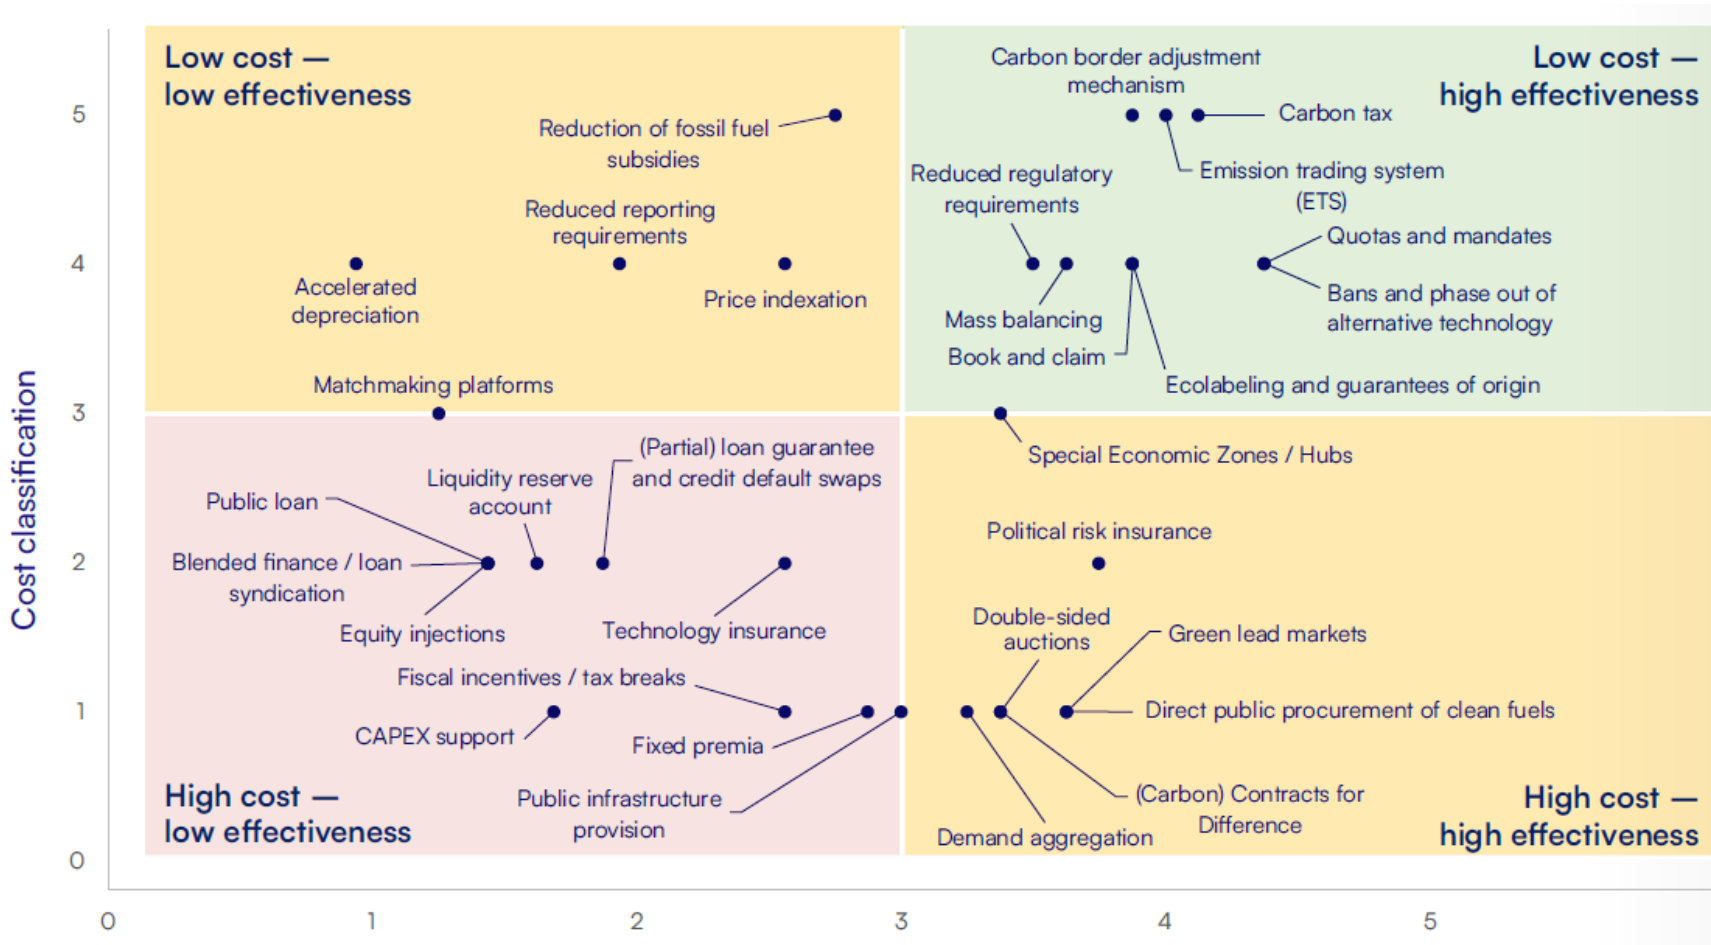 Low cost —
low effectiveness
Low cost —
high effectiveness
Carbon border adjustment
mechanism
5
Reduction of fossil fuel
subsidies
Carbon tax
Emission trading system
(ETS)
Reduced regulatory
requirements
Reduced reporting
requirements
Quotas and mandates
4
Accelerated
depreciation
Price indexation
Bans and phase out of
alternative technology
Mass balancing
Book and claim
Ecolabeling and guarantees of origin
Matchmaking platforms
3
Cost classification
(Partial) loan guarantee
and credit default swaps
Special Economic Zones / Hubs
Liquidity reserve
account
Public loan
Political risk insurance
2
Blended finance / loan
syndication
Equity injections
Technology insurance
Double-sided
auctions
Green lead markets
Fiscal incentives / tax breaks
1
CAPEX support
Fixed premia
Direct public procurement of clean fuels
Public infrastructure
provision
(Carbon) Contracts for
Difference
Demand aggregation
High cost —
low effectiveness
High cost —
high effectiveness
0
0 1 2 3 4 5